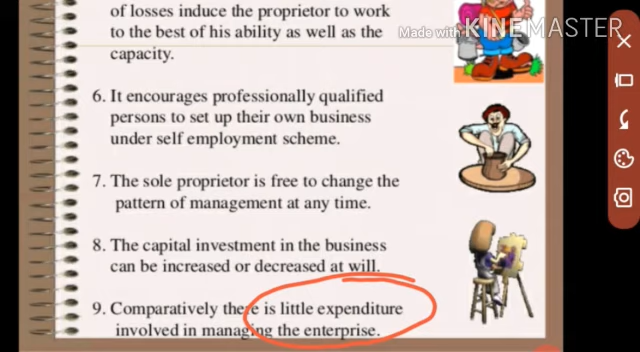 of losses induce the proprietor to work
to the best of his ability as well as the
Made with KINEMASTER
capacity.
6. It encourages professionally qualified
persons to set up their own business
under self employment scheme.
7. The sole proprietor is free to change the
pattern of management at any time.
8. The capital investment in the business
can be increased or decreased at will.
9. Comparatively there is little expenditure
involved in managing the enterprise.